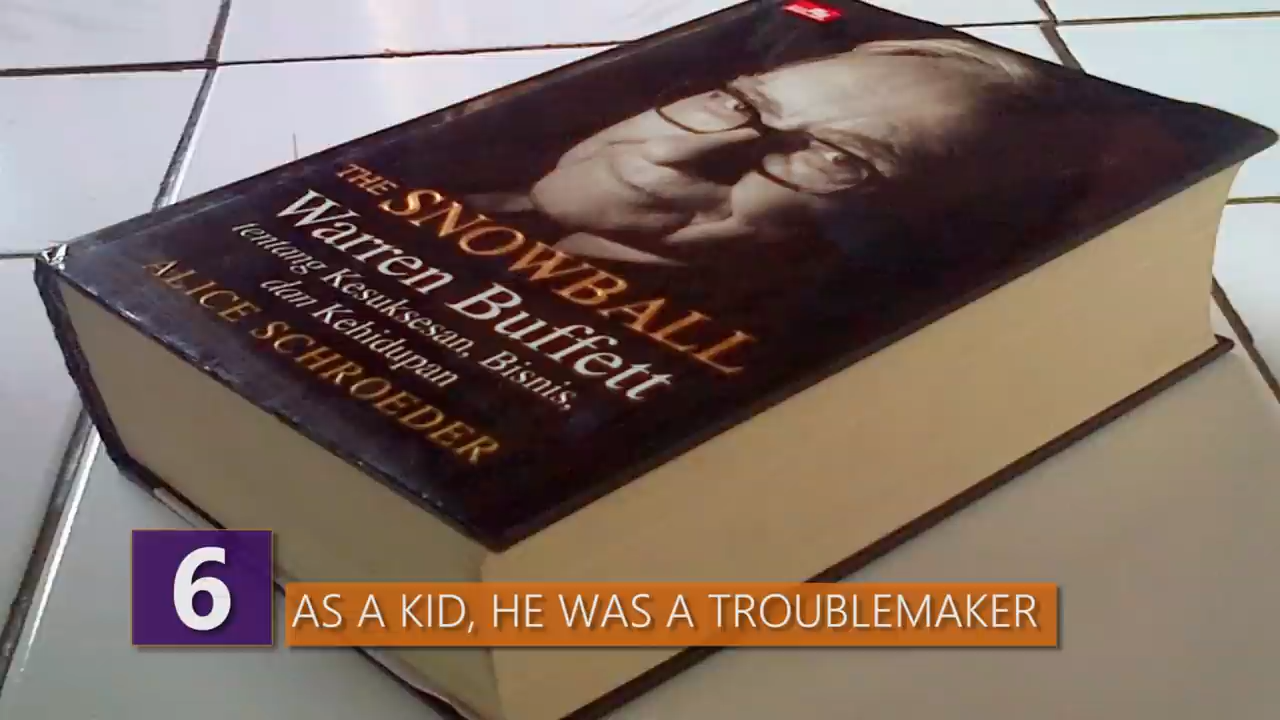 THE SNOWBALL
Warren Buffett
tentang Kesuksesan, Bisnis,
dan Kehidupan
ALICE SCHROEDER
6
AS A KID, HE WAS A TROUBLEMAKER